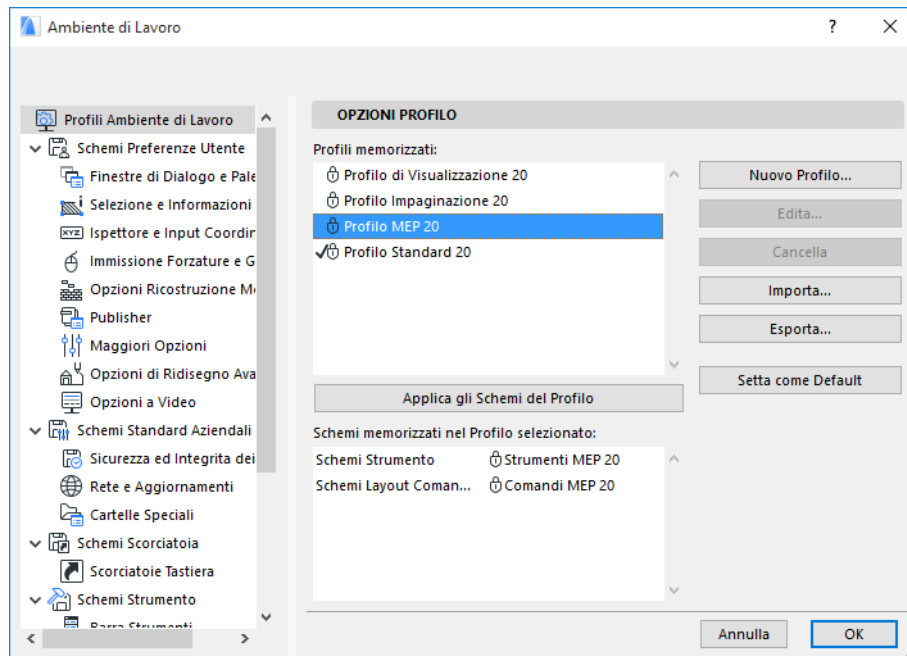 Ambiente di Lavoro
?
Profili Ambiente di Lavoro
Schemi Preferenze Utente
Finestre di Dialogo e Pale
Selezione e Informazioni
XYZ Ispettore e Input Coordin
Immissione Forzature e G
Opzioni Ricostruzione Mo
Publisher
Maggiori Opzioni
Opzioni di Ridisegno Ava
Opzioni a Video
Schemi Standard Aziendali
Sicurezza ed Integrita dei
Rete e Aggiornamenti
Cartelle Speciali
Schemi Scorciatoia
Scorciatoie Tastiera
Schemi Strumento
Barra Strumenti
OPZIONI PROFILO
Profili memorizzati:
Profilo di Visualizzazione 20
Profilo Impaginazione 20
Profilo MEP 20
Profilo Standard 20
Nuovo Profilo...
Edita...
Cancella
Importa...
Esporta...
Setta come Default
Applica gli Schemi del Profilo
Schemi memorizzati nel Profilo selezionato:
Schemi Strumento Strumenti MEP 20
Schemi Layout Coman... Comandi MEP 20
Annulla
OK